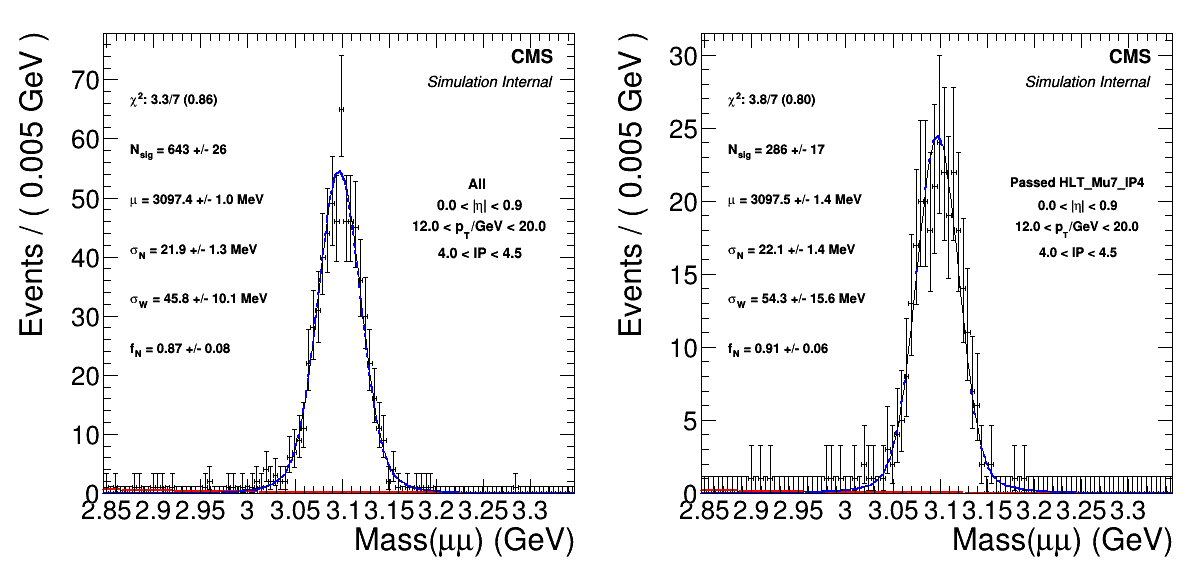 CMS
Simulation Internal
χ²: 3.3/7 (0.86)
N_sig = 643 +/- 26
μ = 3097.4 +/- 1.0 MeV
σ_N = 21.9 +/- 1.3 MeV
σ_W = 45.8 +/- 10.1 MeV
f_N = 0.87 +/- 0.08
All
0.0 < |η| < 0.9
12.0 < p_T/GeV < 20.0
4.0 < IP < 4.5
Events / ( 0.005 GeV )
70
60
50
40
30
20
10
0
2.85 2.9 2.95 3 3.05 3.1 3.15 3.2 3.25 3.3
Mass(μμ) (GeV)
CMS
Simulation Internal
χ²: 3.8/7 (0.80)
N_sig = 286 +/- 17
μ = 3097.5 +/- 1.4 MeV
σ_N = 22.1 +/- 1.4 MeV
σ_W = 54.3 +/- 15.6 MeV
f_N = 0.91 +/- 0.06
Passed HLT_Mu7_IP4
0.0 < |η| < 0.9
12.0 < p_T/GeV < 20.0
4.0 < IP < 4.5
Events / ( 0.005 GeV )
30
25
20
15
10
5
0
2.85 2.9 2.95 3 3.05 3.1 3.15 3.2 3.25 3.3
Mass(μμ) (GeV)